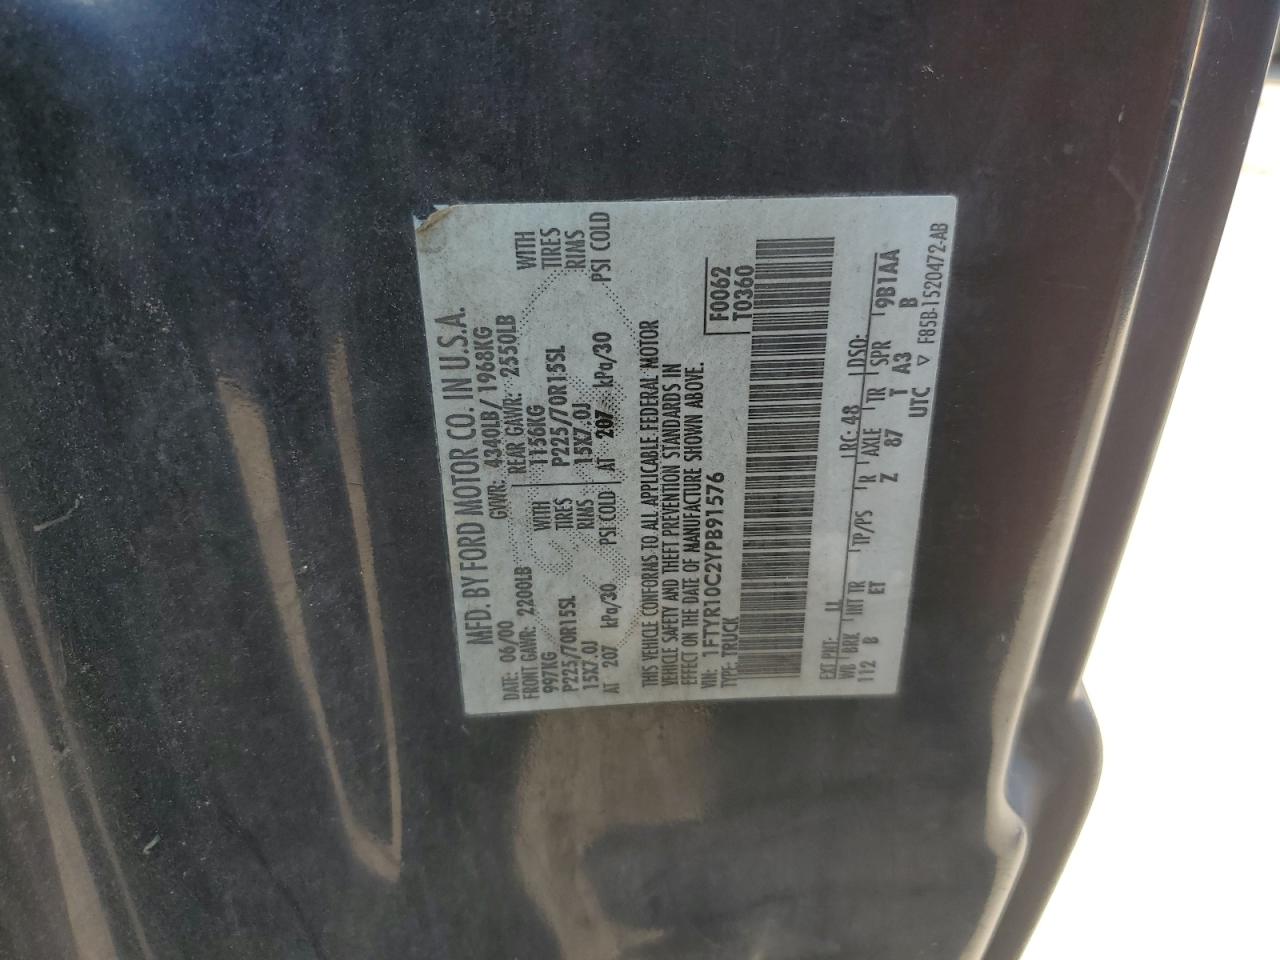 MFD. BY FORD MOTOR CO. IN U.S.A.
DATE: 06/00 GVWR: 4340LB/ 1968KG
FRONT GAWR: 2200LB REAR GAWR: 2550LB
997KG WITH 1156KG WITH
P225/70R15SL TIRES P225/70R15SL TIRES
15X7.0J RIMS 15X7.0J RIMS
AT 207 kPa/30 PSI COLD AT 207 kPa/30 PSI COLD
THIS VEHICLE CONFORMS TO ALL APPLICABLE FEDERAL MOTOR
VEHICLE SAFETY AND THEFT PREVENTION STANDARDS IN
EFFECT ON THE DATE OF MANUFACTURE SHOWN ABOVE.
VIN: 1FTYR10C2YPB91576 F0062
TYPE: TRUCK T0360
EXT PNT: RC: 48 DSO:
WB BRK INT TR TP/PS R AXLE TR SPR 9B1AA
112 B ET Z 87 T A3 B
UTC ▽ F85B-1520472-AB